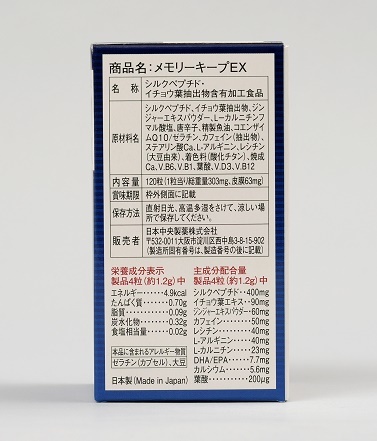 商品名：メモリーキープEX
名　称
シルクペプチド・
イチョウ葉抽出物含有加工食品
原材料名
シルクペプチド、イチョウ葉抽出物、ジン
ジャーエキスパウダー、L-カルニチンフ
マル酸塩、唐辛子、精製魚油、コエンザイ
ムQ10/ゼラチン、カフェイン(抽出物)、
ステアリン酸Ca、L-アルギニン、レシチン
(大豆由来)、着色料(酸化チタン)、焼成
Ca、V.B6、V.B1、葉酸、V.D3、V.B12
内 容 量
120粒(1粒当り総重量303mg、皮膜63mg)
賞味期限
枠外側面に記載
保存方法
直射日光、高温多湿をさけて、涼しい場
所で保存してください。
販 売 者
日本中央製薬株式会社
〒532-0011大阪市淀川区西中島3-8-15-902
(製造所固有番号は、製造番号の後に記載)
栄養成分表示
製品4粒(約1.2g)中
エネルギー……4.9kcal
たんぱく質………0.70g
脂質………………0.09g
炭水化物…………0.32g
食塩相当量………0.02g
本品に含まれるアレルギー物質
ゼラチン(カプセル)、大豆
日本製(Made in Japan)
主成分配合量
製品4粒(約1.2g)中
シルクペプチド…400mg
イチョウ葉エキス…90mg
ジンジャーエキスパウダー…60mg
カフェイン…………50mg
レシチン……………40mg
L-アルギニン………40mg
L-カルニチン………23mg
DHA/EPA…………7.7mg
カルシウム…………5.6mg
葉酸………………200μg